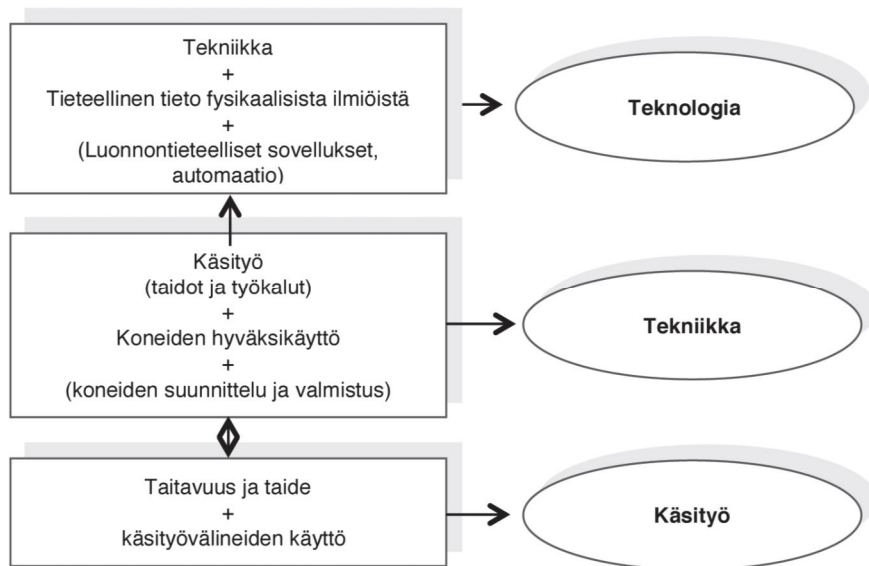 Tekniikka
+
Tieteellinen tieto fysikaalisista ilmiöistä
+
(Luonnontieteelliset sovellukset,
automaatio)
Teknologia
Käsityö
(taidot ja työkalut)
+
Koneiden hyväksikäyttö
+
(koneiden suunnittelu ja valmistus)
Tekniikka
Taitavuus ja taide
+
käsityövälineiden käyttö
Käsityö